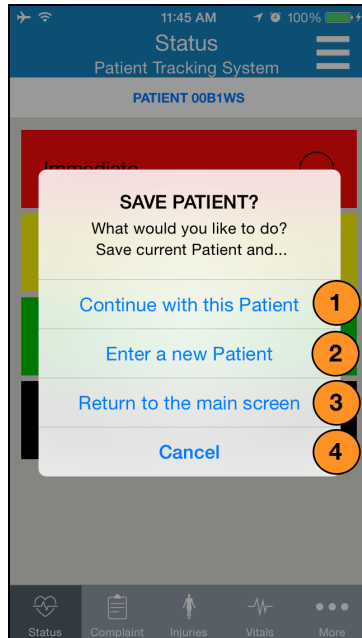 11:45 AM 100%
Status
Patient Tracking System
PATIENT 00B1WS
Immediate
SAVE PATIENT?
What would you like to do?
Save current Patient and...
Continue with this Patient 1
Enter a new Patient 2
Return to the main screen 3
Cancel 4
Status Complaint Injuries Vitals More